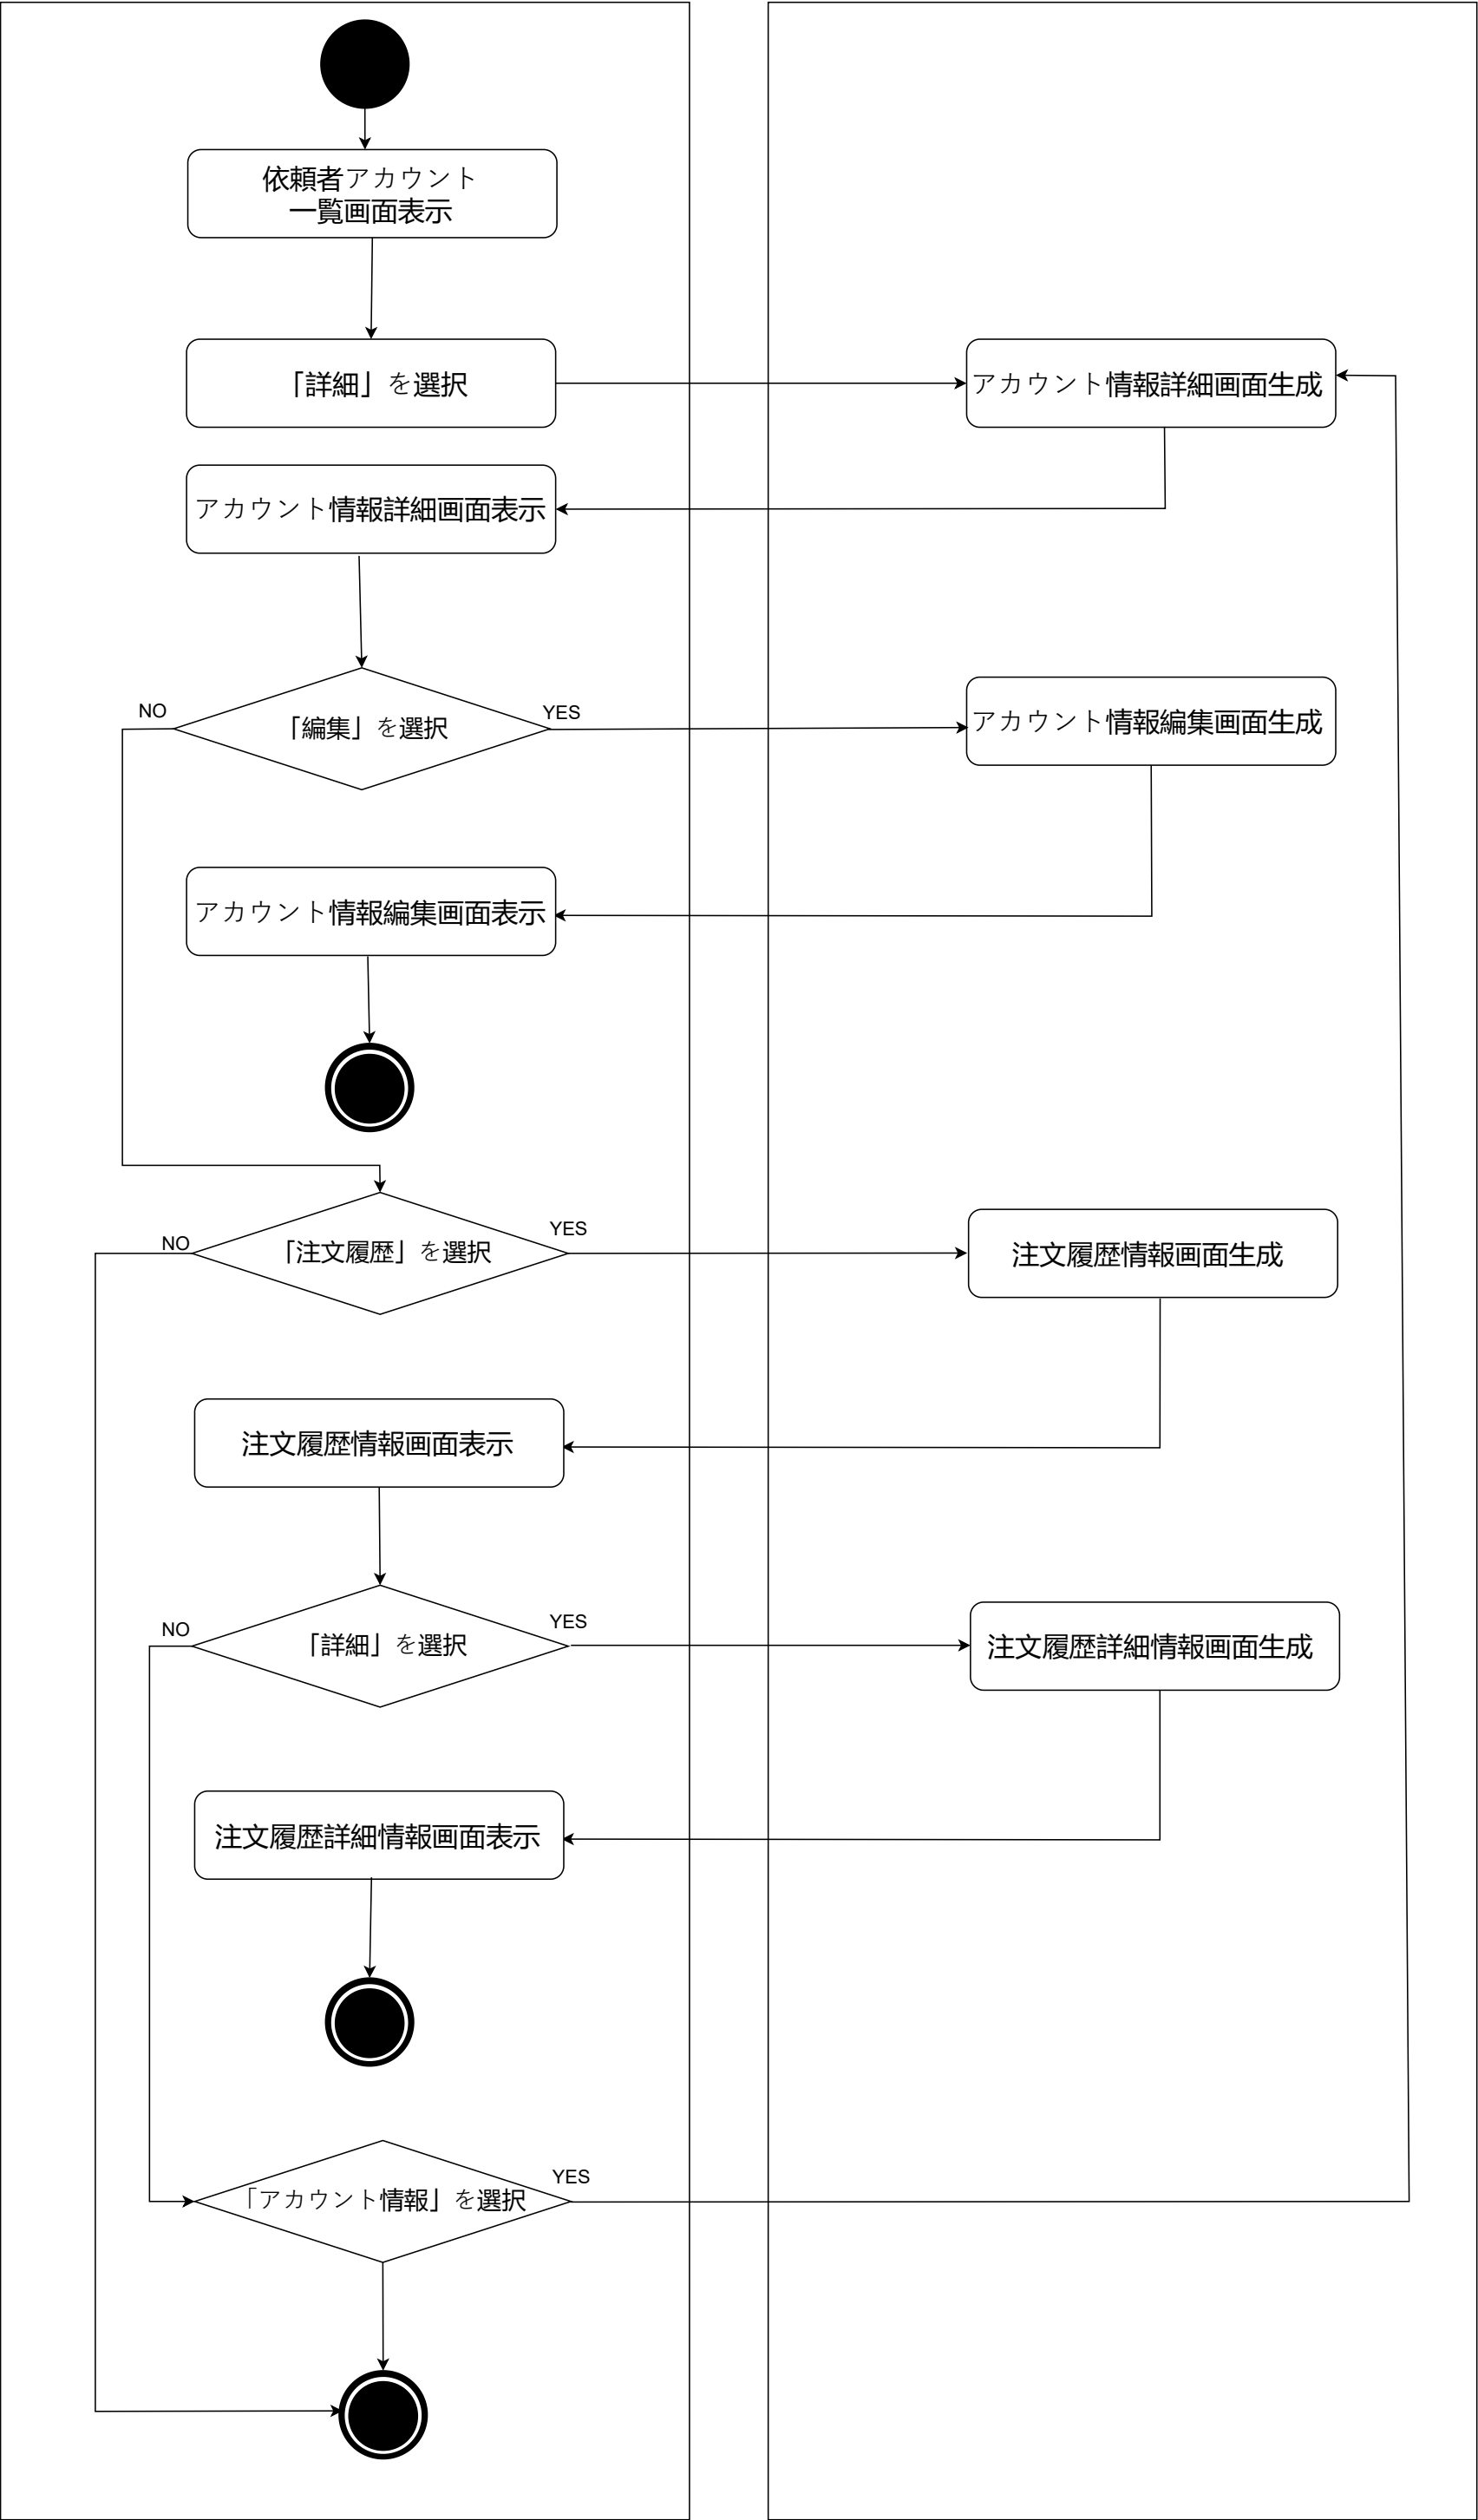 依頼者アカウント
一覧画面表示
「詳細」を選択
アカウント情報詳細画面生成
アカウント情報詳細画面表示
NO
「編集」を選択
YES
アカウント情報編集画面生成
アカウント情報編集画面表示
NO
「注文履歴」を選択
YES
注文履歴情報画面生成
注文履歴情報画面表示
NO
「詳細」を選択
YES
注文履歴詳細情報画面生成
注文履歴詳細情報画面表示
「アカウント情報」を選択
YES